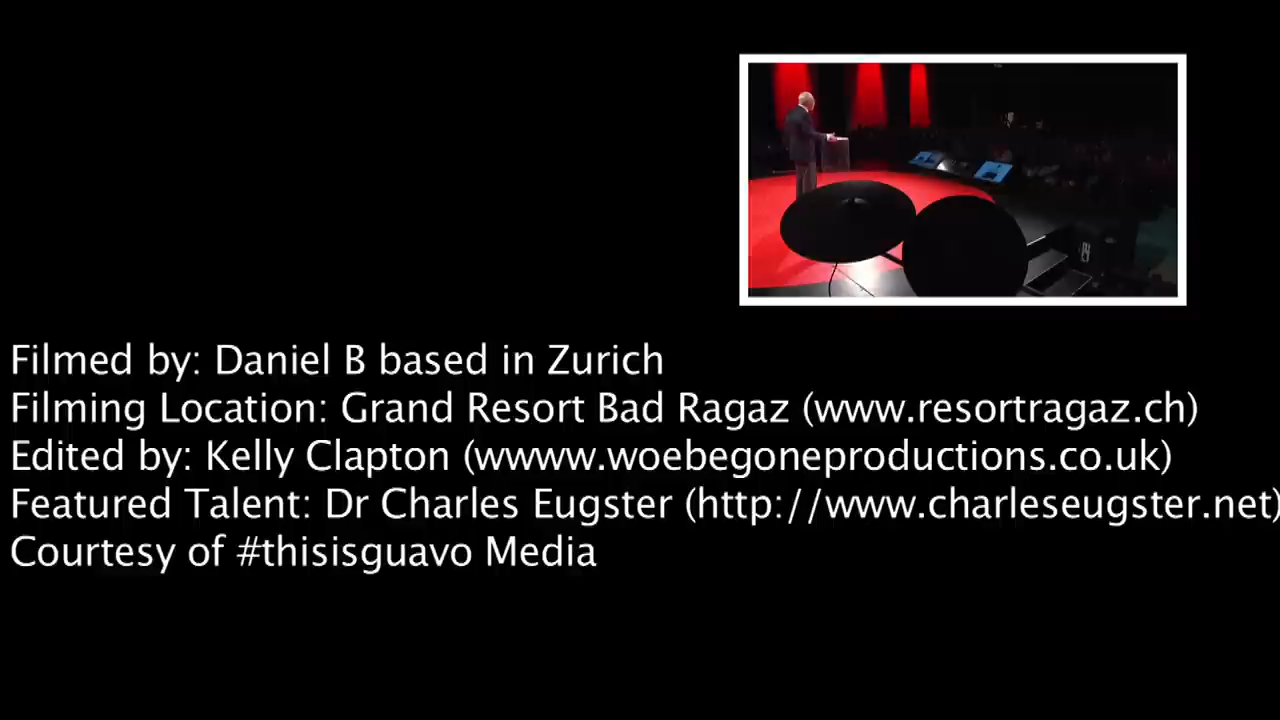 Filmed by: Daniel B based in Zurich
Filming Location: Grand Resort Bad Ragaz (www.resortragaz.ch)
Edited by: Kelly Clapton (wwww.woebegoneproductions.co.uk)
Featured Talent: Dr Charles Eugster (http://www.charleseugster.net)
Courtesy of #thisisguavo Media